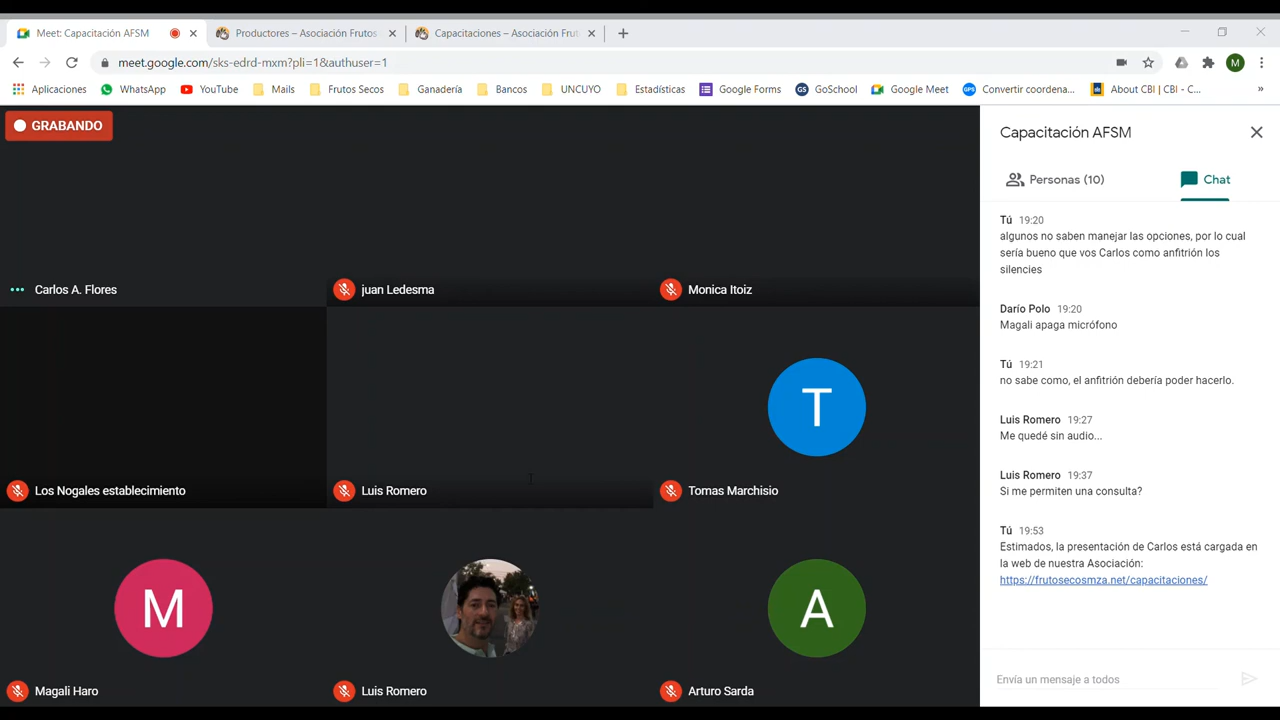 Meet: Capacitación AFSM
Productores – Asociación Frutos
Capacitaciones – Asociación Frut
meet.google.com/sks-edrd-mxm?pli=1&authuser=1
M
Aplicaciones
WhatsApp
YouTube
Mails
Frutos Secos
Ganadería
Bancos
UNCUYO
Estadísticas
Google Forms
GS
Goshool
Google Meet
GPS
Convertir coordena...
About CBI | CBI - C...
»
GRABANDO
Carlos A. Flores
juan Ledesma
Monica Itoiz
Los Nogales establecimiento
Luis Romero
T
Tomas Marchisio
M
Magali Haro
Luis Romero
A
Arturo Sarda
Capacitación AFSM
Personas (10)
Chat
Tú 19:20
algunos no saben manejar las opciones, por lo cual
sería bueno que vos Carlos como anfitrión los
silencies
Darío Polo 19:20
Magali apaga micrófono
Tú 19:21
no sabe como, el anfitrión debería poder hacerlo.
Luis Romero 19:27
Me quedé sin audio...
Luis Romero 19:37
Si me permiten una consulta?
Tú 19:53
Estimados, la presentación de Carlos está cargada en
la web de nuestra Asociación:
https://frutosecosmza.net/capacitaciones/
Envía un mensaje a todos